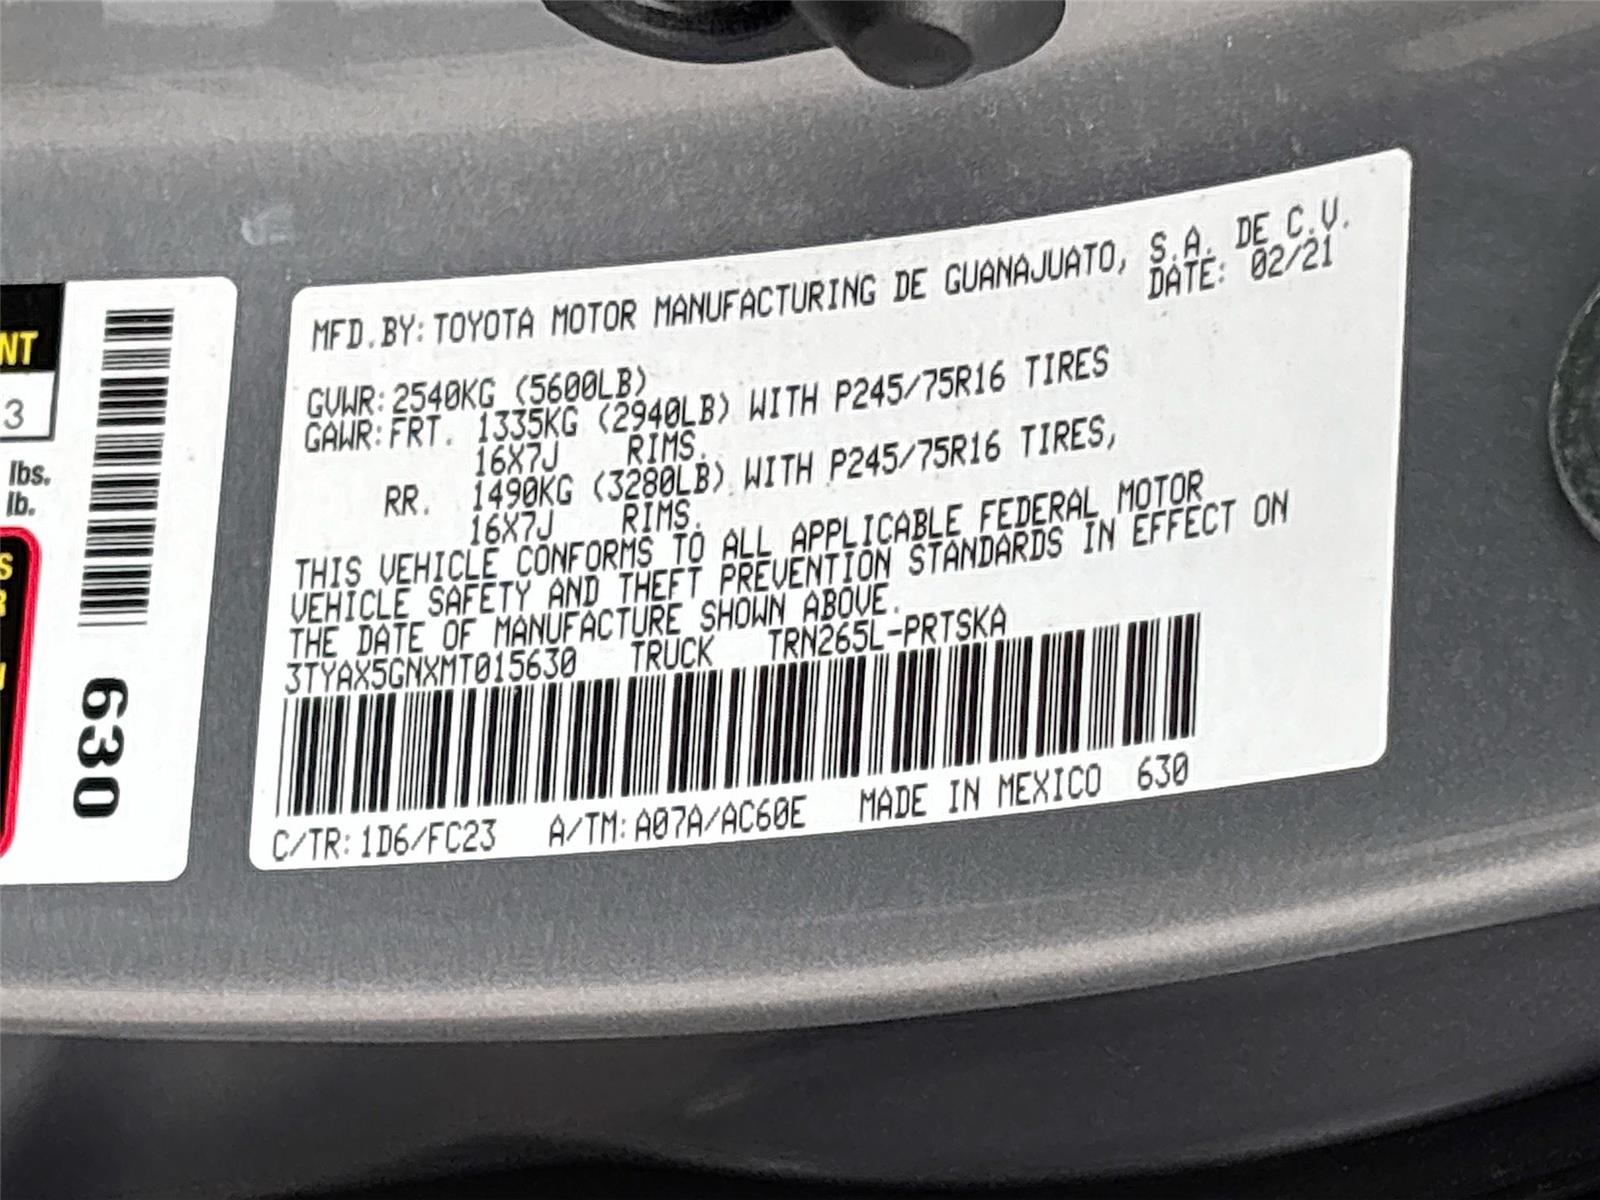 NT
3
lbs.
lb.
S
R
630
MFD.BY: TOYOTA MOTOR MANUFACTURING DE GUANAJUATO, S.A. DE C.V.
DATE: 02/21
GVWR: 2540KG (5600LB)
GAWR: FRT. 1335KG (2940LB) WITH P245/75R16 TIRES
16X7J RIMS.
RR. 1490KG (3280LB) WITH P245/75R16 TIRES,
16X7J RIMS.
THIS VEHICLE CONFORMS TO ALL APPLICABLE FEDERAL MOTOR
VEHICLE SAFETY AND THEFT PREVENTION STANDARDS IN EFFECT ON
THE DATE OF MANUFACTURE SHOWN ABOVE.
3TYAX5GNXMT015630 TRUCK TRN265L-PRTSKA
C/TR: 1D6/FC23 A/TM: A07A/AC60E MADE IN MEXICO 630